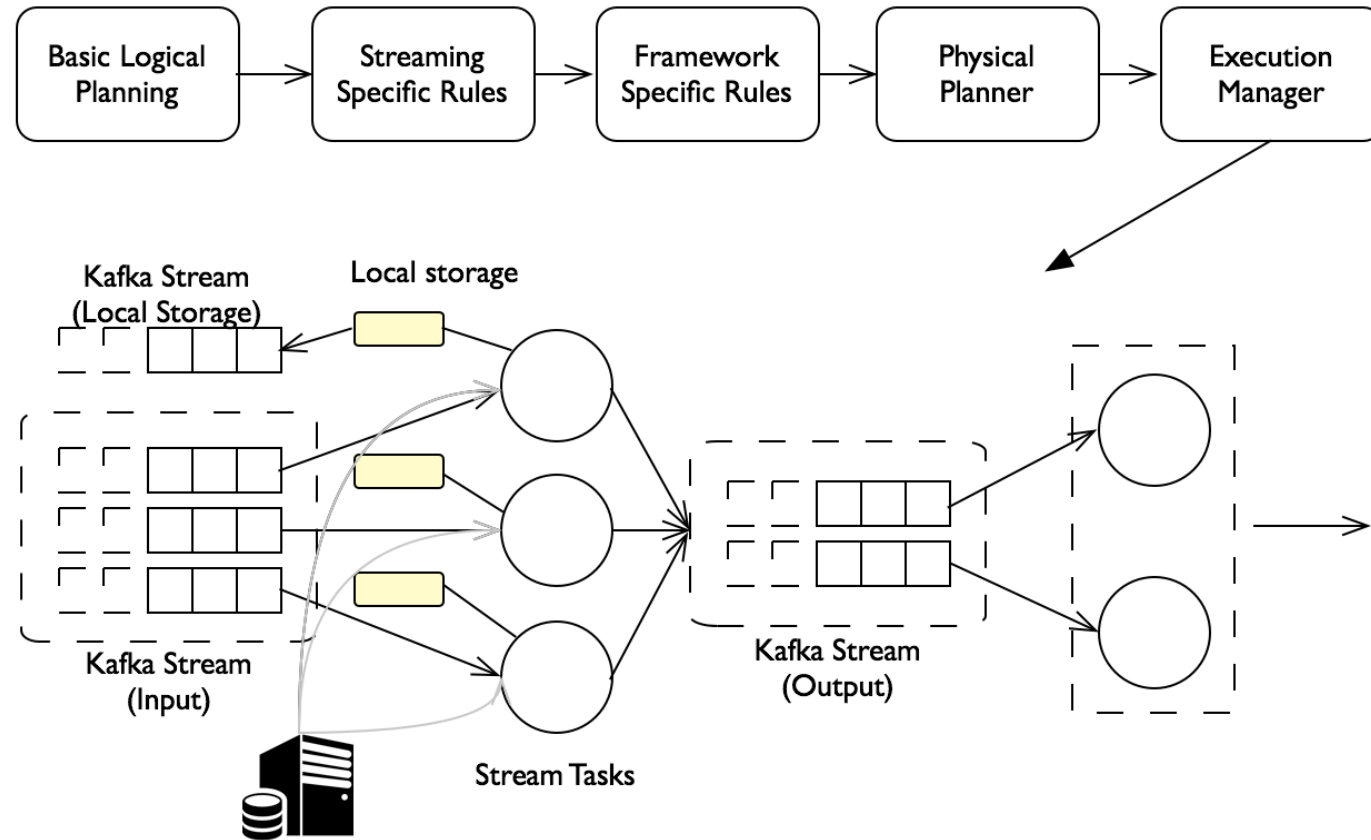 Basic Logical
Planning
Streaming
Specific Rules
Framework
Specific Rules
Physical
Planner
Execution
Manager
Kafka Stream
(Local Storage)
Local storage
Kafka Stream
(Input)
Stream Tasks
Kafka Stream
(Output)